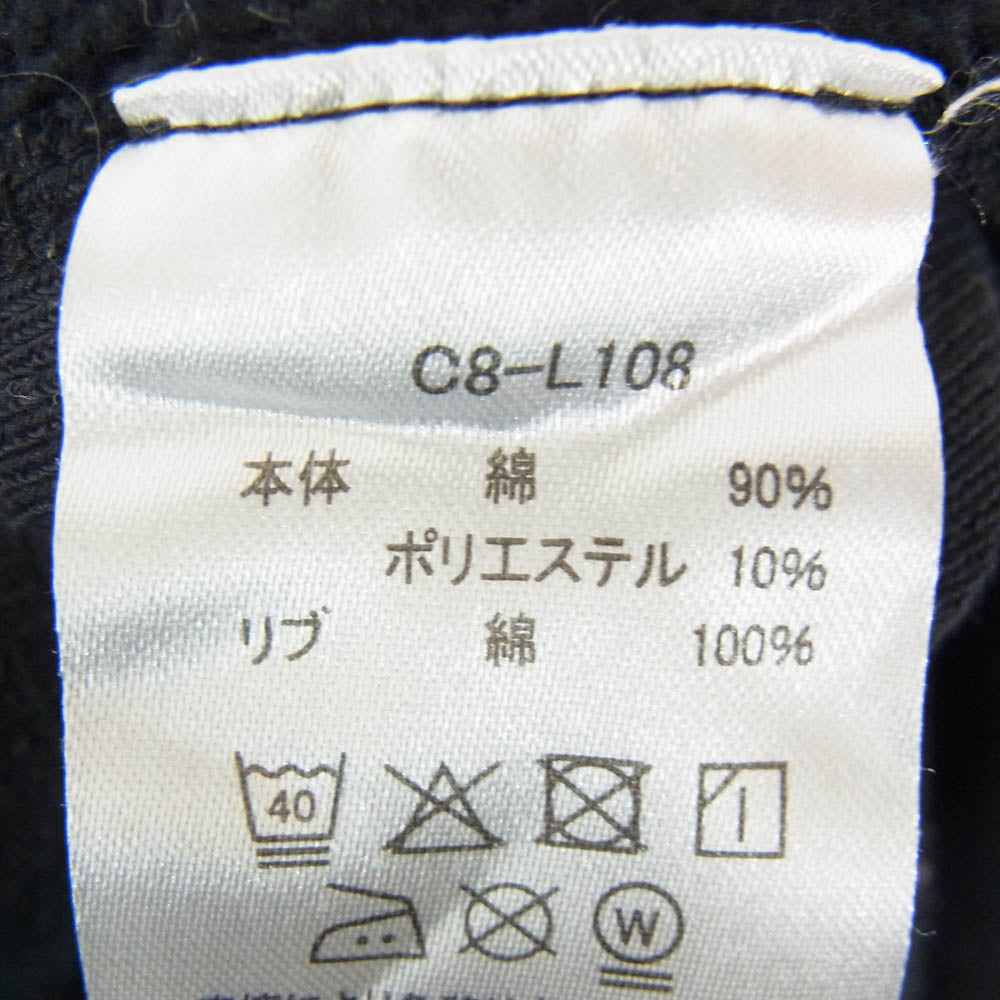 C8-L108
本体 綿 90%
ポリエステル 10%
リブ 綿 100%
40
W